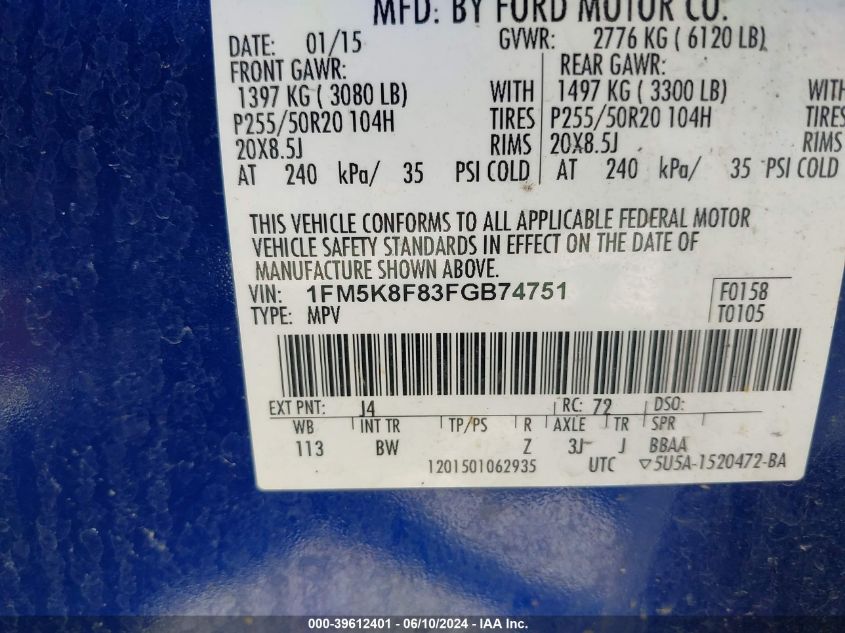 MFD. BY FORD MOTOR CO.
DATE: 01/15 GVWR: 2776 KG ( 6120 LB)
FRONT GAWR: REAR GAWR:
1397 KG ( 3080 LB) WITH 1497 KG ( 3300 LB) WITH
P255/50R20 104H TIRES P255/50R20 104H TIRES
20X8.5J RIMS 20X8.5J RIMS
AT 240 kPa/ 35 PSI COLD AT 240 kPa/ 35 PSI COLD
THIS VEHICLE CONFORMS TO ALL APPLICABLE FEDERAL MOTOR
VEHICLE SAFETY STANDARDS IN EFFECT ON THE DATE OF
MANUFACTURE SHOWN ABOVE.
VIN: 1FM5K8F83FGB74751 F0158
TYPE: MPV T0105
EXT PNT: J4 RC: 72 DSO:
WB INT TR TP/PS R AXLE TR SPR
113 BW Z 3J J BBAA
1201501062935 UTC ▽5U5A-1520472-BA
000-39612401 - 06/10/2024 - IAA Inc.